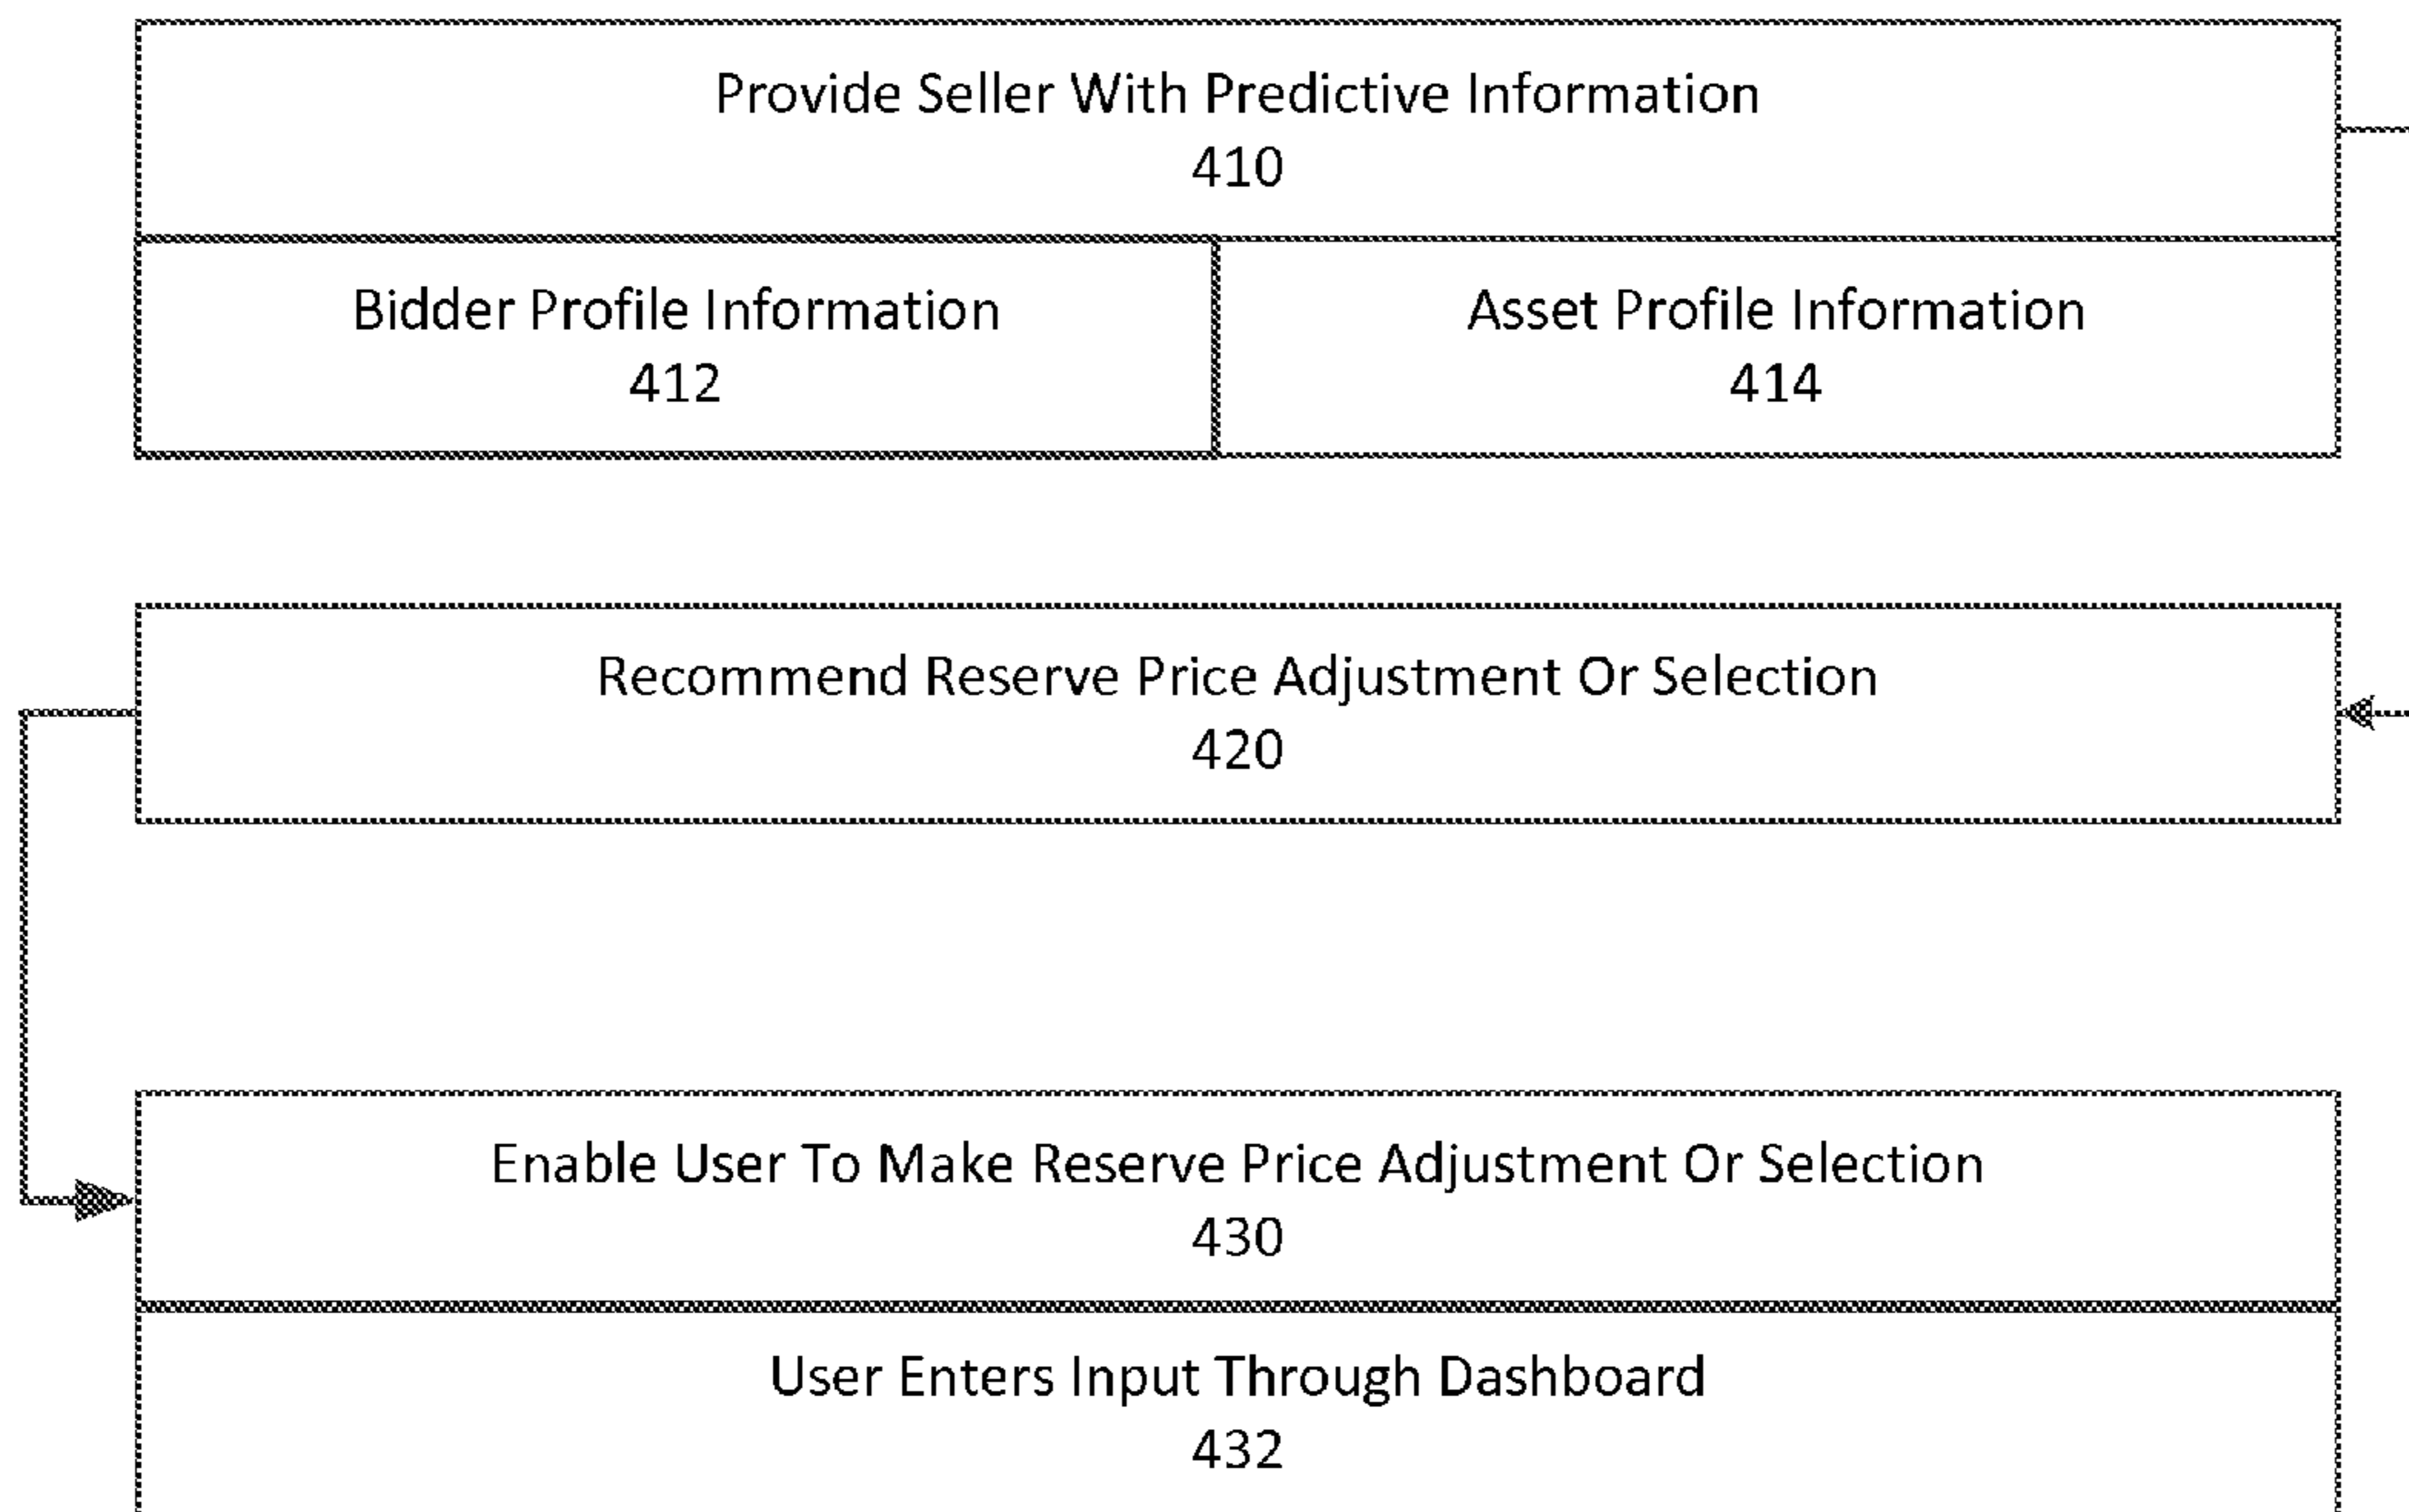 Provide Seller With Predictive Information
410
Bidder Profile Information
412
Asset Profile Information
414
Recommend Reserve Price Adjustment Or Selection
420
Enable User To Make Reserve Price Adjustment Or Selection
430
User Enters Input Through Dashboard
432